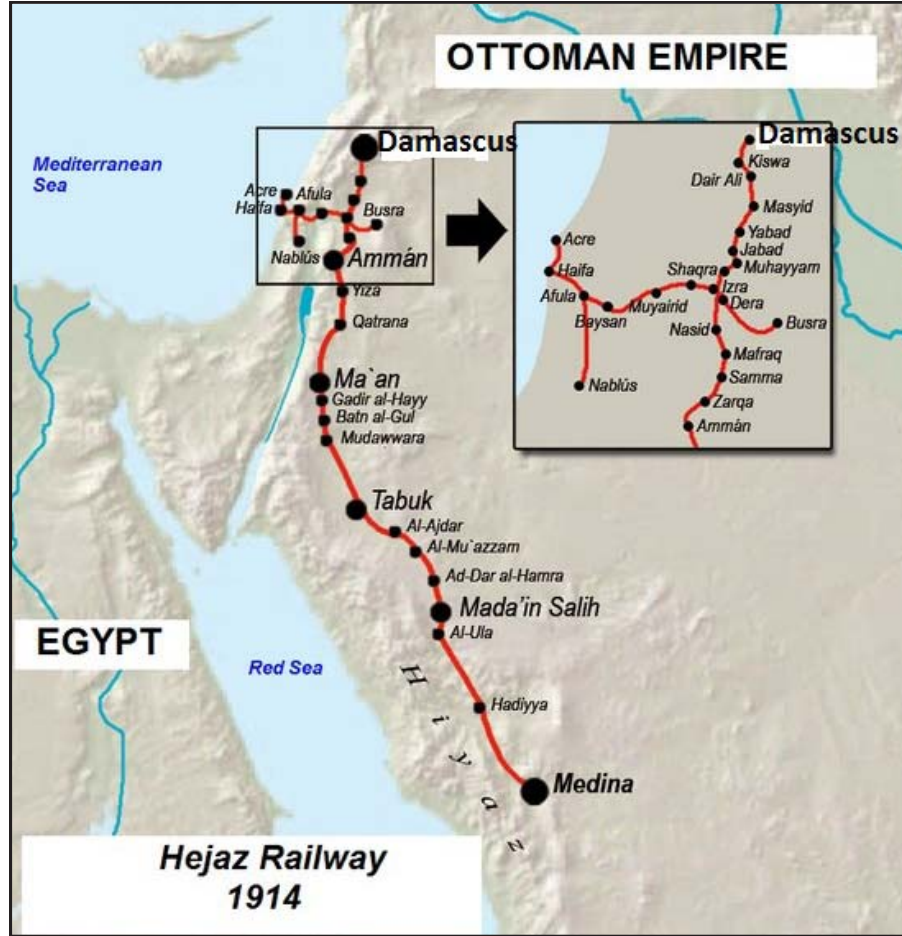 OTTOMAN EMPIRE
Mediterranean
Sea
Damascus
Acre
Afula
Haifa
Busra
Nablús
Ammán
Yiza
Qatrana
Ma`an
Gadir al-Hayy
Batn al-Gul
Mudawwara
Tabuk
Al-Ajdar
Al-Mu`azzam
Ad-Dar al-Hamra
Mada'in Salih
Al-Ula
EGYPT
Red Sea
Hiyaz
Hadiyya
Medina
Damascus
Kiswa
Dair Ali
Masyid
Yabad
Jabad
Muhayyam
Acre
Haifa
Shaqra
Izra
Afula
Dera
Baysan
Muyairid
Busra
Nasid
Mafraq
Samma
Nablús
Zarqa
Ammán
Hejaz Railway
1914